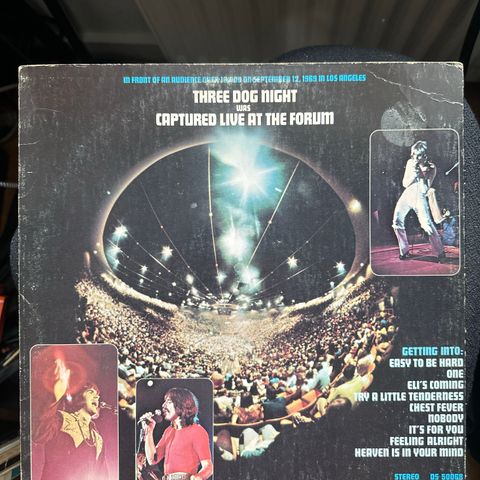 IN FRONT OF AN AUDIENCE OVER 18,000 ON SEPTEMBER 12, 1969 IN LOS ANGELES
THREE DOG NIGHT
WAS
CAPTURED LIVE AT THE FORUM
GETTING INTO:
EASY TO BE HARD
ONE
ELI'S COMING
TRY A LITTLE TENDERNESS
CHEST FEVER
NOBODY
IT'S FOR YOU
FEELING ALRIGHT
HEAVEN IS IN YOUR MIND
STEREO DS 50068